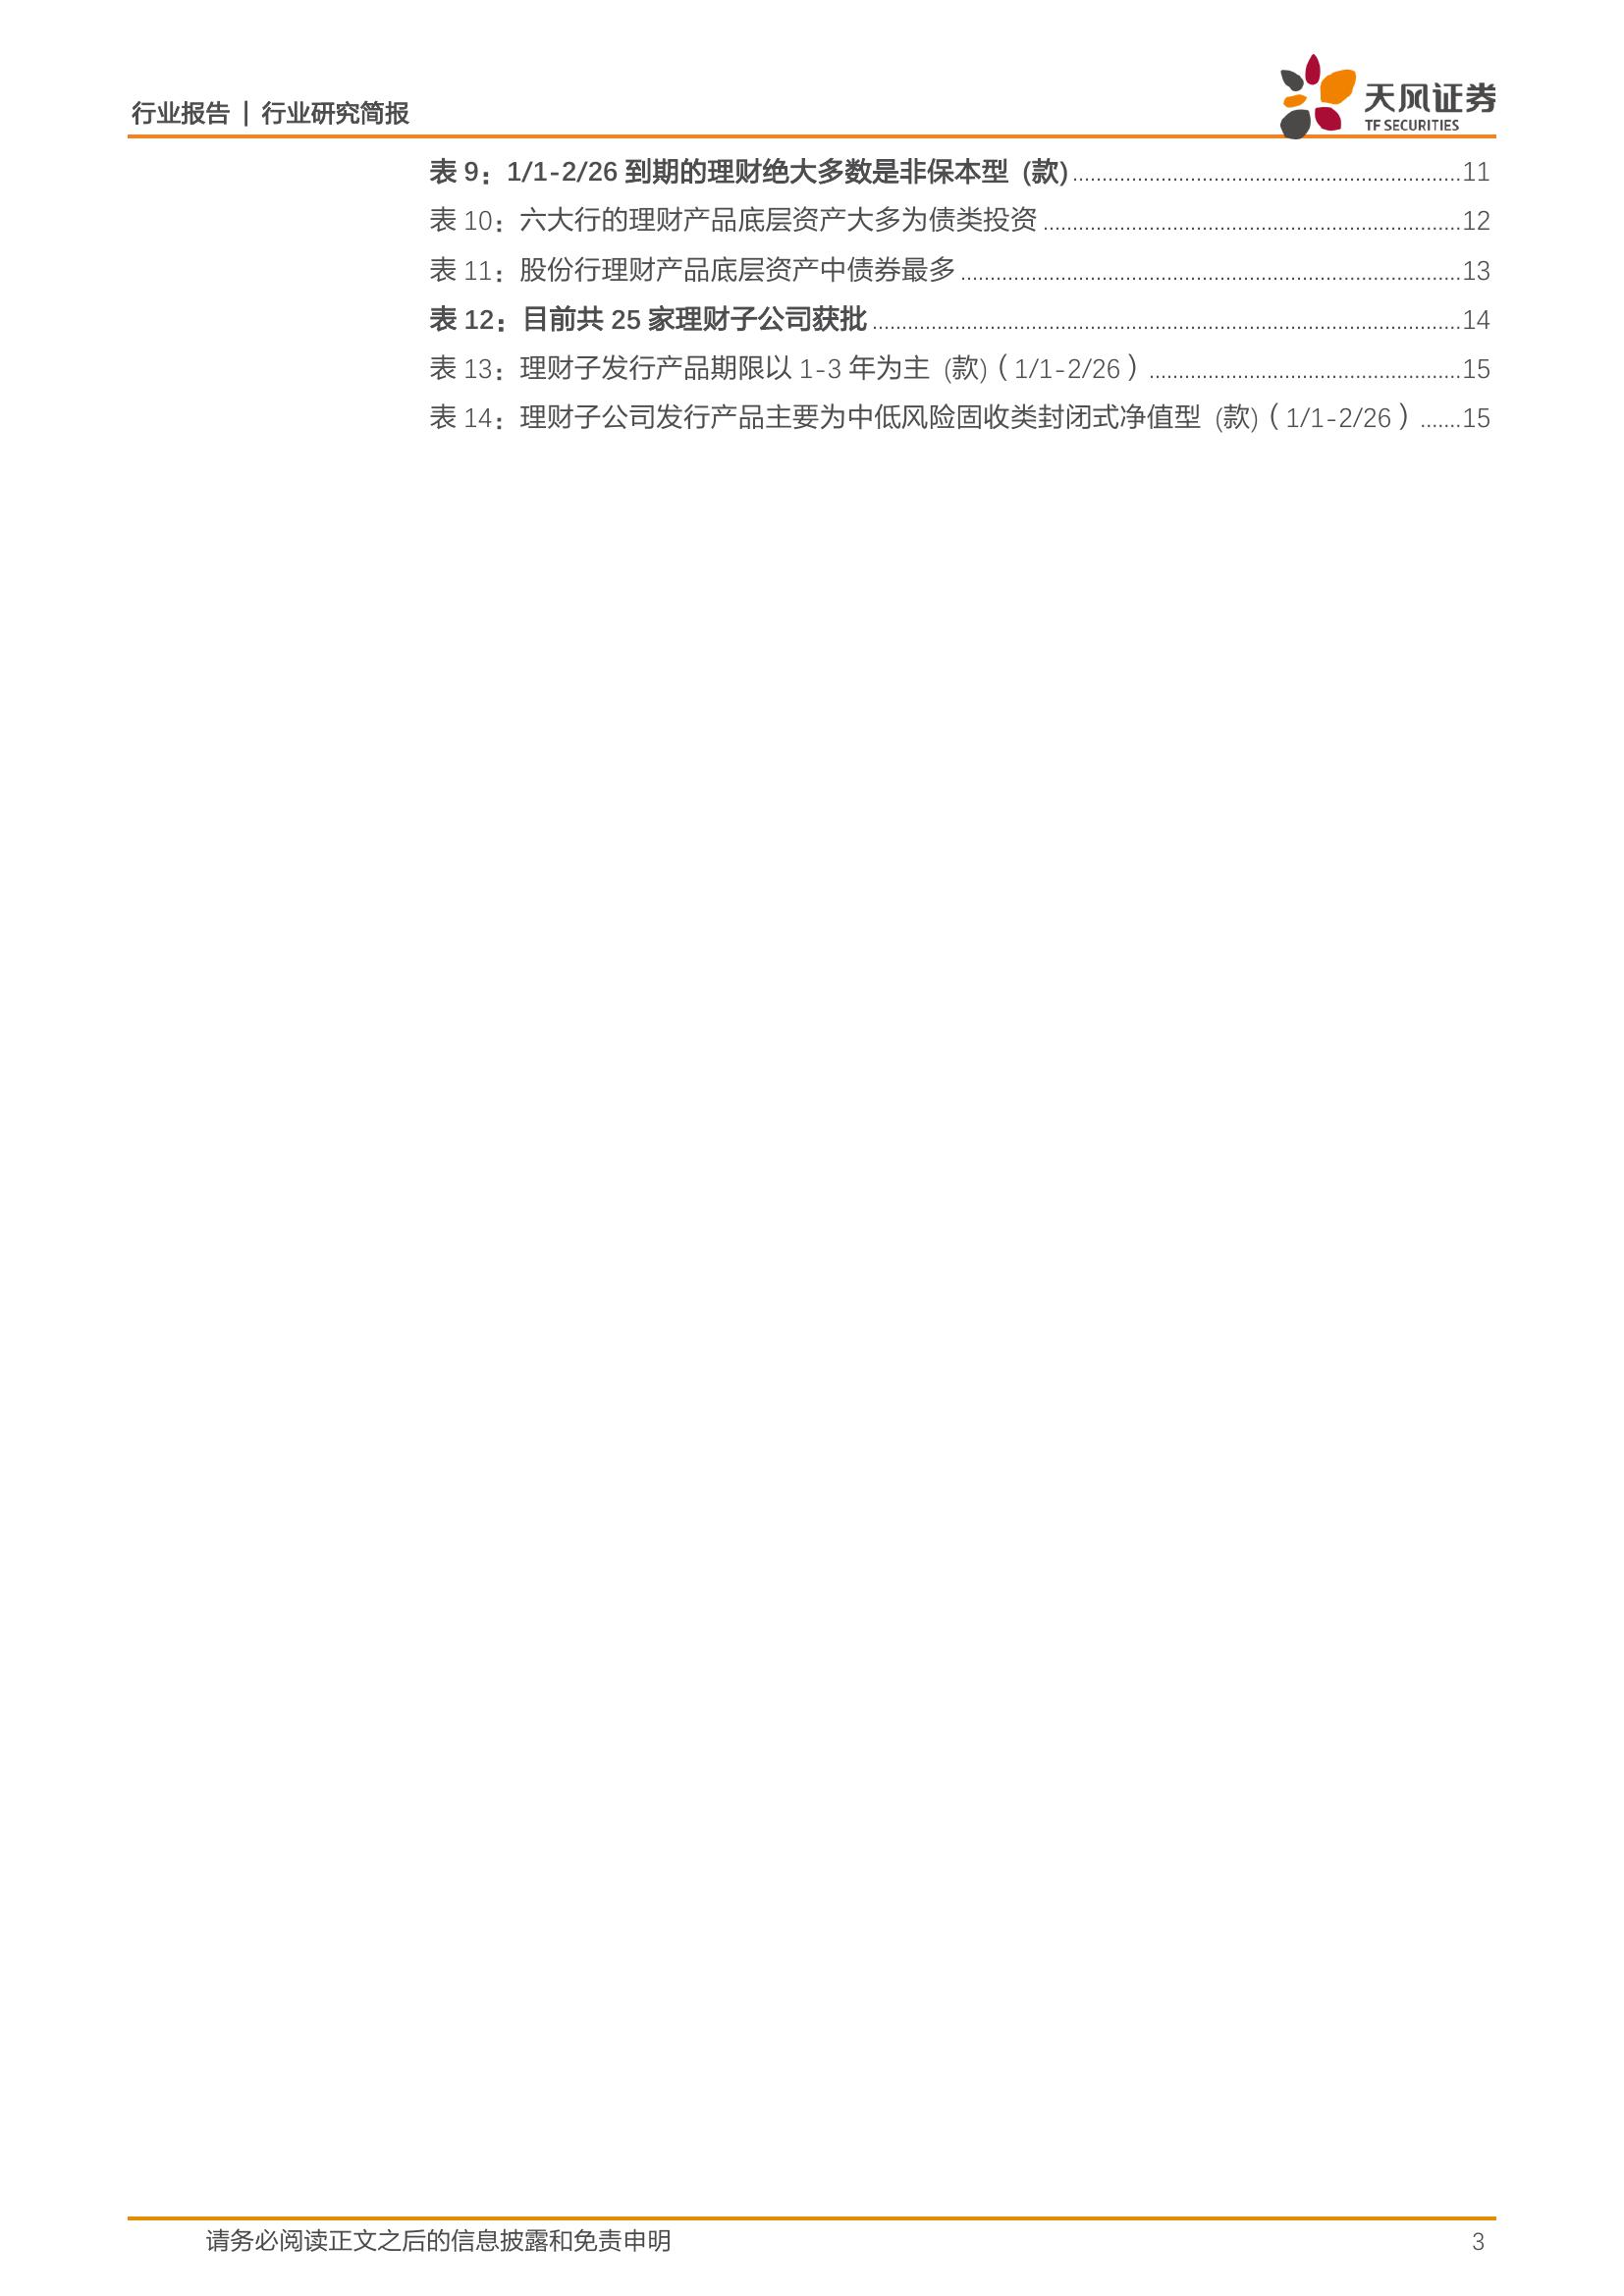 行业报告 | 行业研究简报
天风证券
TF SECURITIES
表 9：1/1-2/26 到期的理财绝大多数是非保本型 (款)..................................................................11
表 10：六大行的理财产品底层资产大多为债类投资.......................................................................12
表 11：股份行理财产品底层资产中债券最多.....................................................................................13
表 12：目前共 25 家理财子公司获批....................................................................................................14
表 13：理财子发行产品期限以 1-3 年为主 (款)（1/1-2/26）.....................................................15
表 14：理财子公司发行产品主要为中低风险固收类封闭式净值型 (款)（1/1-2/26）.......15
请务必阅读正文之后的信息披露和免责申明
3